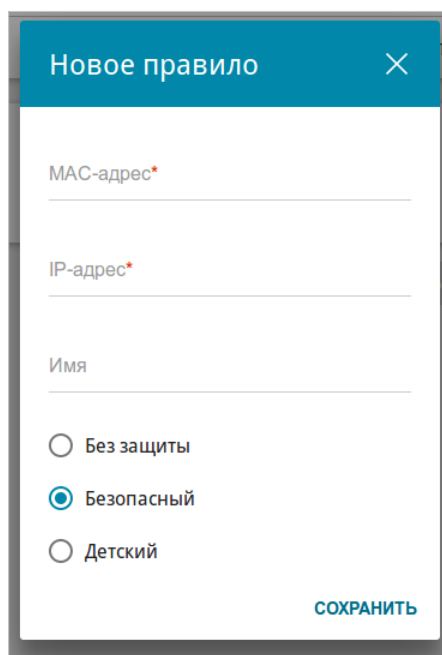 Новое правило
MAC-адрес*
IP-адрес*
Имя
Без защиты
Безопасный
Детский
СОХРАНИТЬ